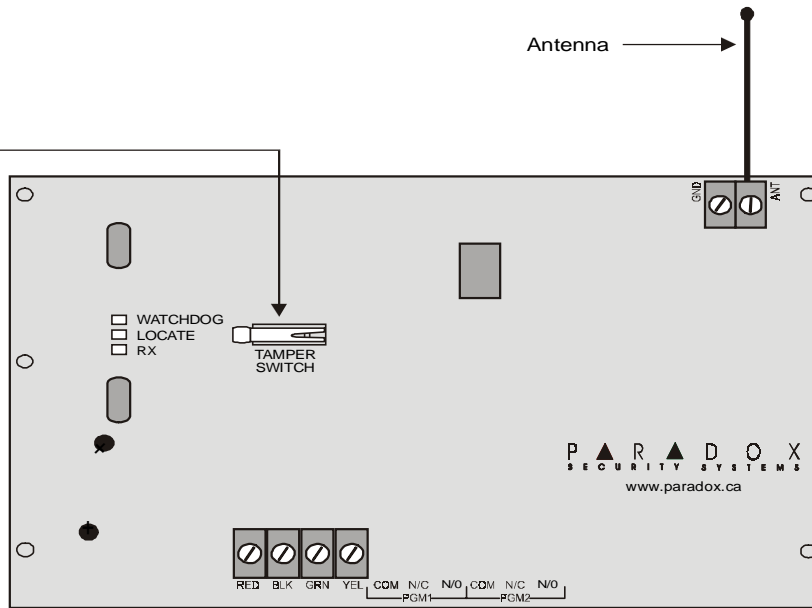 Antenna
GND
ANT
WATCHDOG
LOCATE
RX
TAMPER
SWITCH
PARADOX
SECURITY SYSTEMS
www.paradox.ca
RED BLK GRN YEL COM N/C N/O COM N/C N/O
PGM1 PGM2